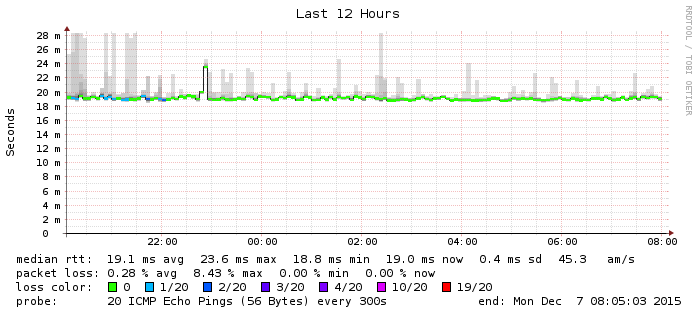 Last 12 Hours
RRDTOOL / TOBI OETIKER
Seconds
28 m
26 m
24 m
22 m
20 m
18 m
16 m
14 m
12 m
10 m
8 m
6 m
4 m
2 m
0
22:00 00:00 02:00 04:00 06:00 08:00
median rtt: 19.1 ms avg 23.6 ms max 18.8 ms min 19.0 ms now 0.4 ms sd 45.3 am/s
packet loss: 0.28 % avg 8.43 % max 0.00 % min 0.00 % now
loss color: 0 1/20 2/20 3/20 4/20 10/20 19/20
probe: 20 ICMP Echo Pings (56 Bytes) every 300s end: Mon Dec 7 08:05:03 2015